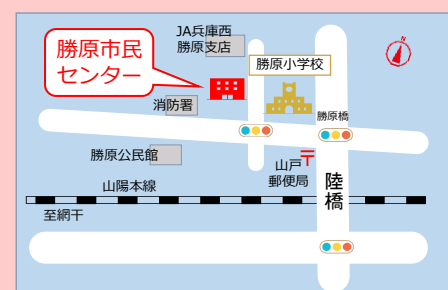 JA兵庫西
勝原支店
勝原市民
センター
勝原小学校
N
消防署
勝原橋
勝原公民館
山戸
郵便局
〒
山陽本線
陸橋
至網干